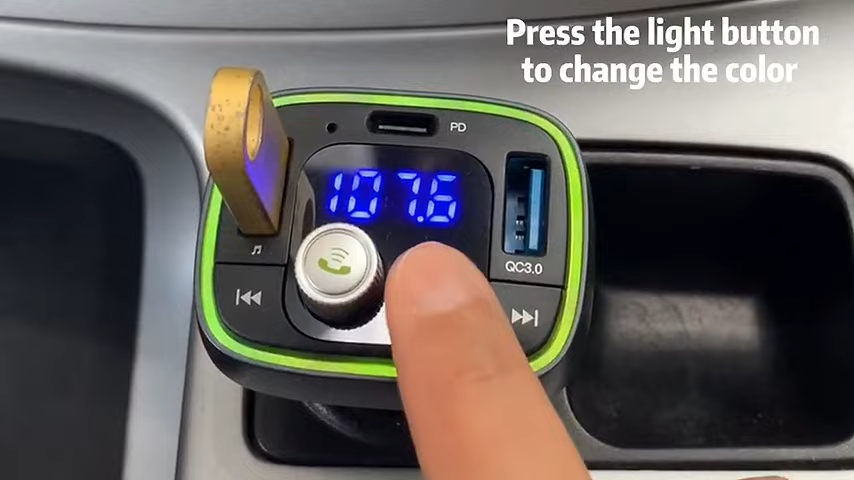 Press the light button
to change the color
PD
107.6
QC3.0